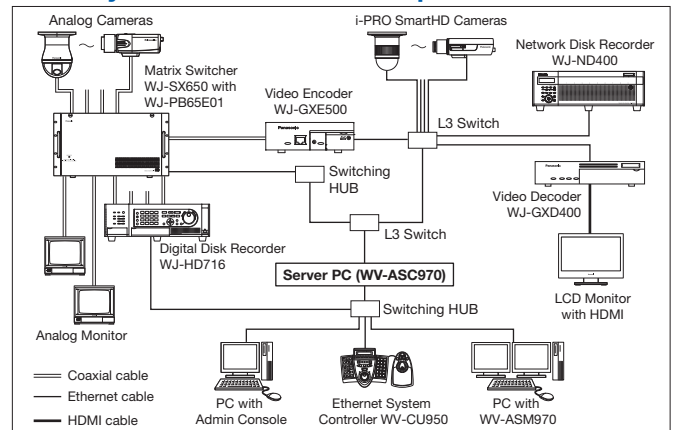 Analog Cameras
i-PRO SmartHD Cameras
Network Disk Recorder
WJ-ND400
Matrix Switcher
WJ-SX650 with
WJ-PB65E01
Video Encoder
WJ-GXE500
Panasonic
L3 Switch
Switching
HUB
Panasonic
Video Decoder
WJ-GXD400
L3 Switch
Digital Disk Recorder
WJ-HD716
Server PC (WV-ASC970)
LCD Monitor
with HDMI
Switching HUB
Analog Monitor
Coaxial cable
Ethernet cable
HDMI cable
PC with
Admin Console
Ethernet System
Controller WV-CU950
PC with
WV-ASM970